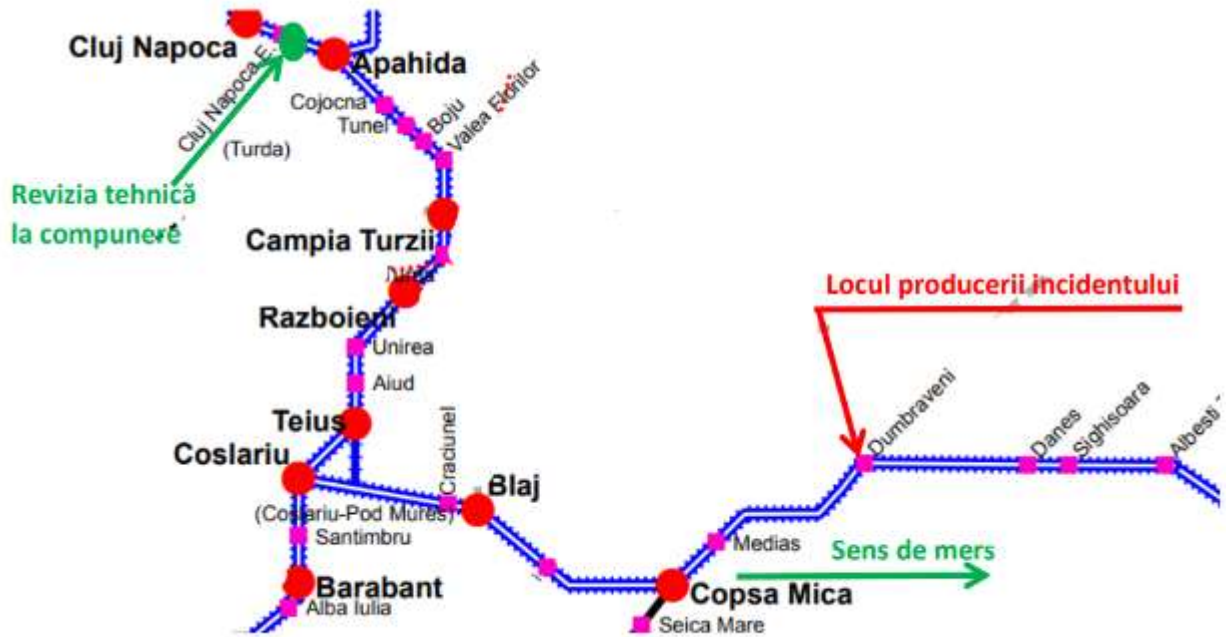 Cluj Napoca
Apahida
Cluj Napoca E.
Cojocna
Tunel
Boju
Valea Florilor
(Turda)
Revizia tehnică
la compunere
Campia Turzii
Razboieni
Locul producerii incidentului
Unirea
Aiud
Teius
Coslariu
Craciunel
Blaj
(Coslariu-Pod Mures)
Santimbru
Barabant
Alba Iulia
Dumbraveni
Danes
Sighisoara
Albesti
Medias
Sens de mers
Copsa Mica
Seica Mare